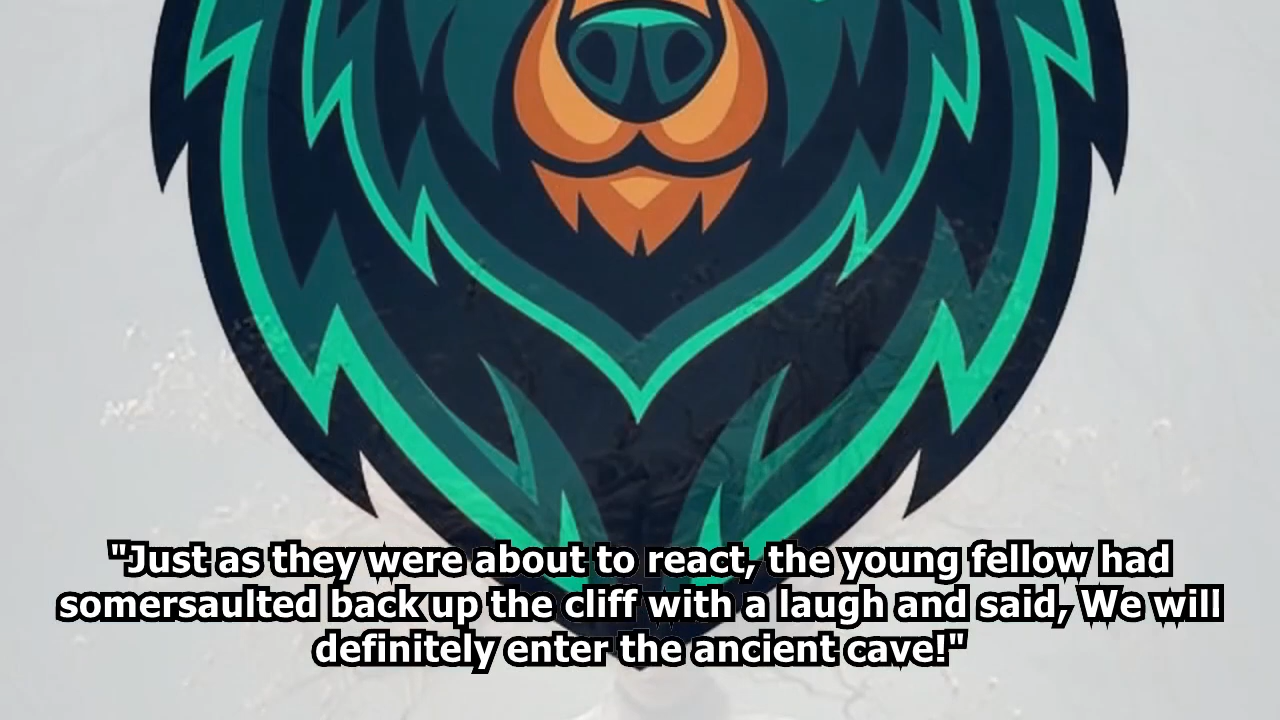 "Just as they were about to react, the young fellow had
somersaulted back up the cliff with a laugh and said, We will
definitely enter the ancient cave!"